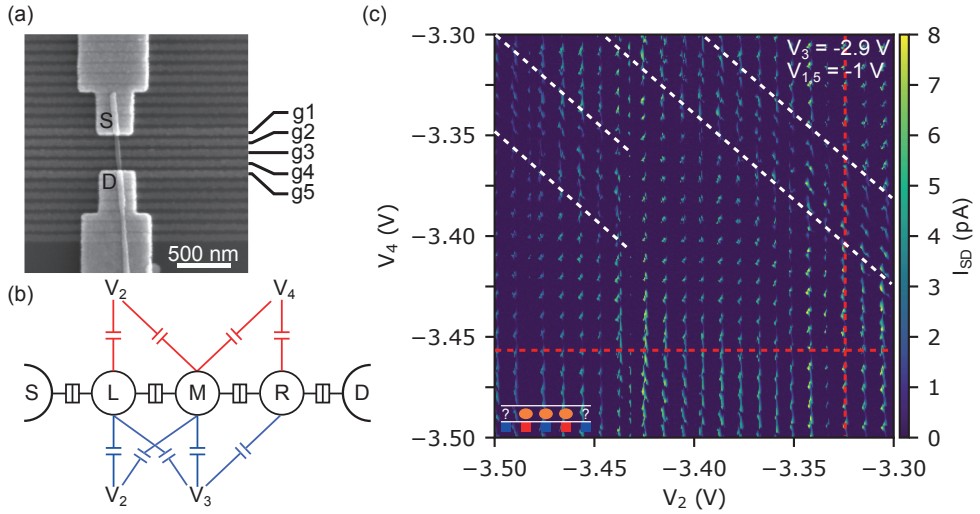 (a)
S
D
g1
g2
g3
g4
g5
500 nm
(b)
V₂
V₄
S
L
M
R
D
V₂
V₃
(c)
V₃ = -2.9 V
V₁,₅ = -1 V
−3.30
−3.35
−3.40
−3.45
−3.50
V₄ (V)
? ?
−3.50
−3.45
−3.40
−3.35
−3.30
V₂ (V)
8
7
6
5
4
3
2
1
0
I_SD (pA)